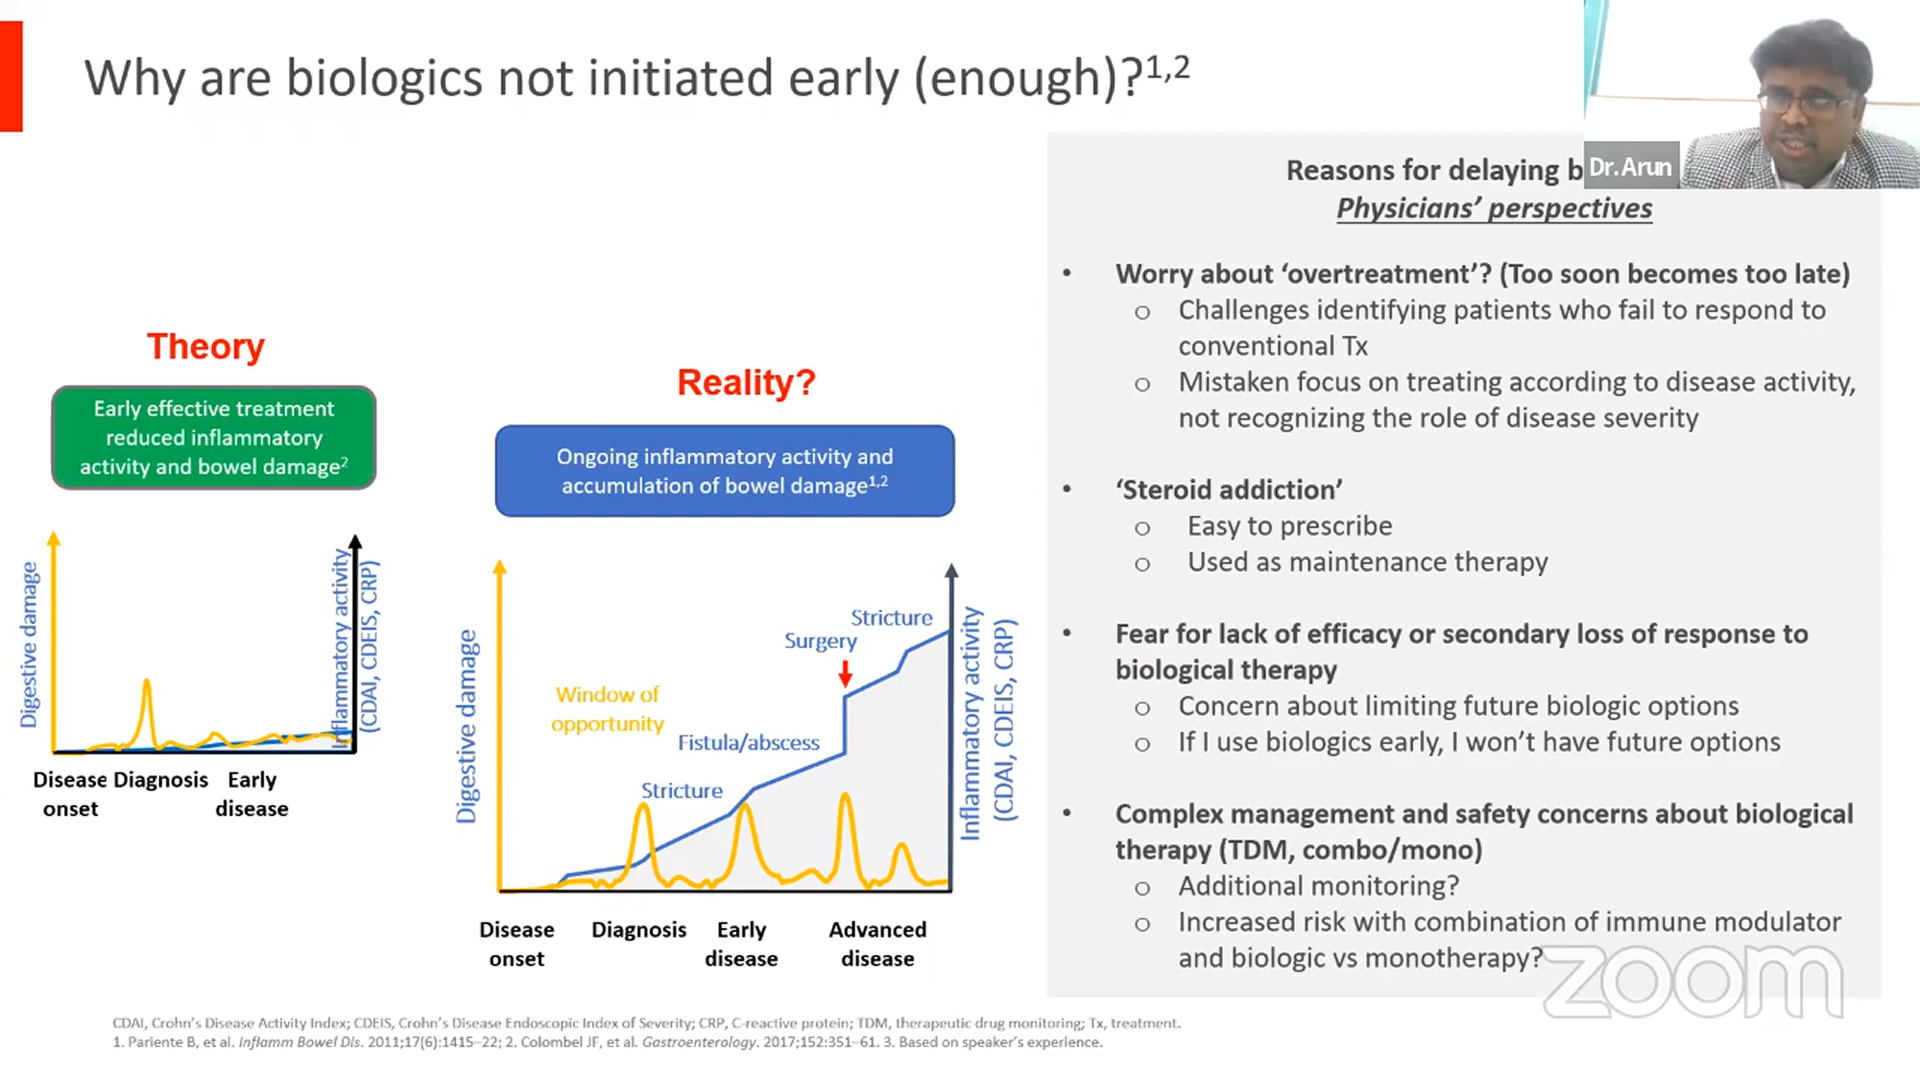 Why are biologics not initiated early (enough)?1,2
Dr. Arun
Theory
Early effective treatment
reduced inflammatory
activity and bowel damage2
Digestive damage
Inflammatory activity
(CDAI, CDEIS, CRP)
Disease Diagnosis Early
onset disease
Reality?
Ongoing inflammatory activity and
accumulation of bowel damage1,2
Digestive damage
Window of
opportunity
Stricture
Fistula/abscess
Surgery
Stricture
Inflammatory activity
(CDAI, CDEIS, CRP)
Disease Diagnosis Early Advanced
onset disease disease
Reasons for delaying b
Physicians’ perspectives
• Worry about ‘overtreatment’? (Too soon becomes too late)
o Challenges identifying patients who fail to respond to
conventional Tx
o Mistaken focus on treating according to disease activity,
not recognizing the role of disease severity
• ‘Steroid addiction’
o Easy to prescribe
o Used as maintenance therapy
• Fear for lack of efficacy or secondary loss of response to
biological therapy
o Concern about limiting future biologic options
o If I use biologics early, I won’t have future options
• Complex management and safety concerns about biological
therapy (TDM, combo/mono)
o Additional monitoring?
o Increased risk with combination of immune modulator
and biologic vs monotherapy?
zoom
CDAI, Crohn’s Disease Activity Index; CDEIS, Crohn’s Disease Endoscopic Index of Severity; CRP, C-reactive protein; TDM, therapeutic drug monitoring; Tx, treatment.
1. Pariente B, et al. Inflamm Bowel Dis. 2011;17(6):1415–22; 2. Colombel JF, et al. Gastroenterology. 2017;152:351–61. 3. Based on speaker’s experience.